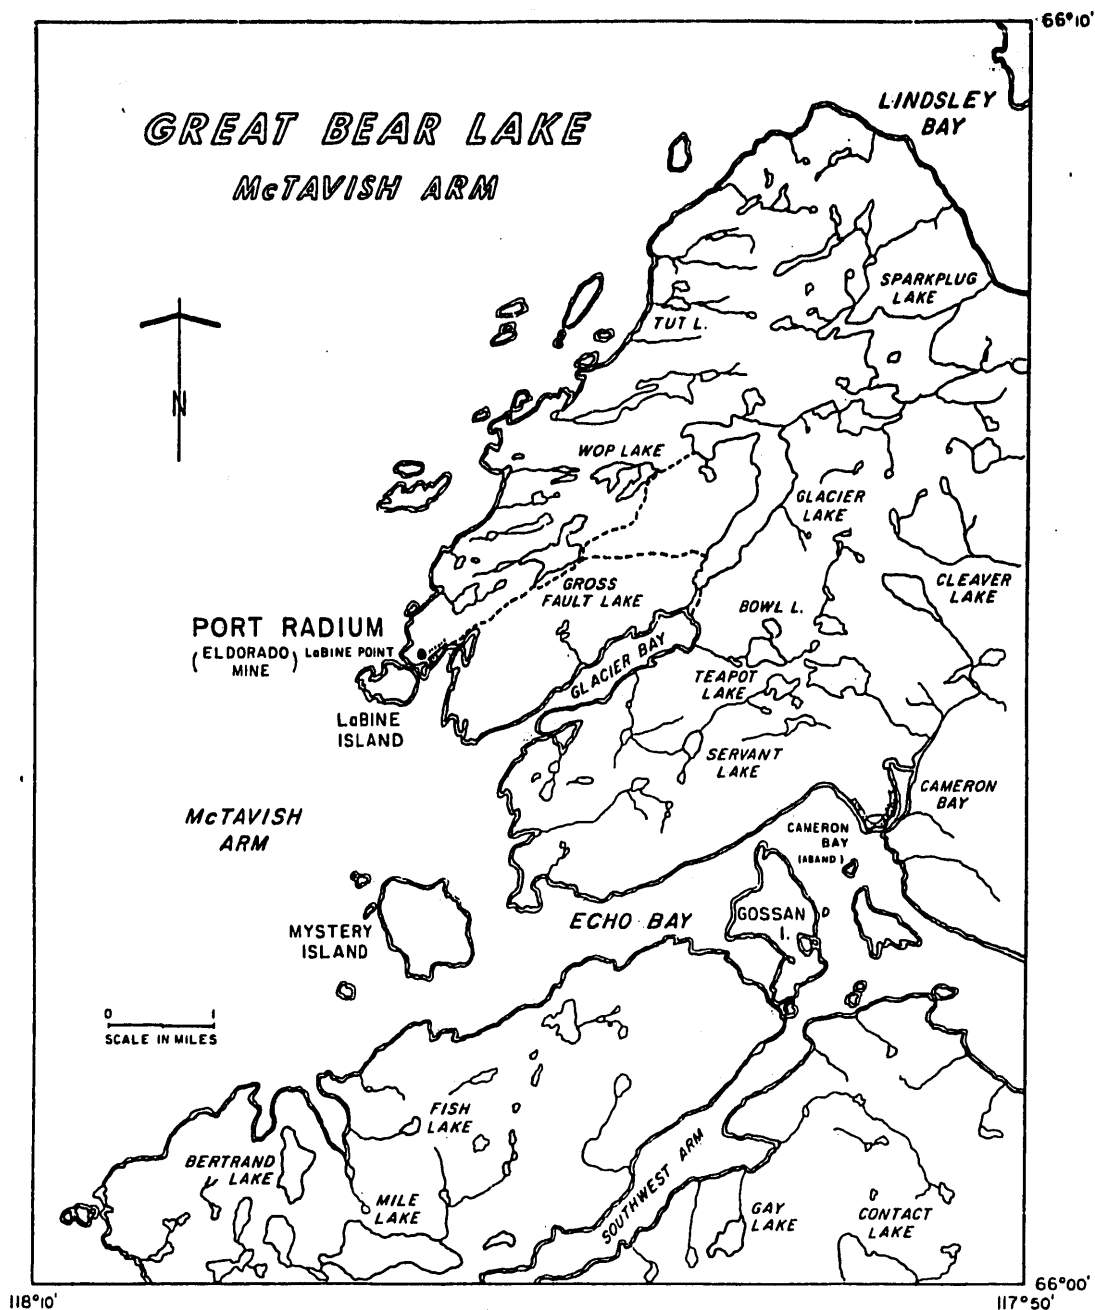 66°10'
LINDSLEY
BAY
GREAT BEAR LAKE
McTAVISH ARM
N
SPARKPLUG
LAKE
TUT L.
WOP LAKE
GLACIER
LAKE
CLEAVER
LAKE
GROSS
FAULT LAKE
BOWL L.
PORT RADIUM
(ELDORADO) LaBINE POINT
MINE
GLACIER BAY
TEAPOT
LAKE
LaBINE
ISLAND
SERVANT
LAKE
CAMERON
BAY
McTAVISH
ARM
CAMERON
BAY
(ABAND)
MYSTERY
ISLAND
ECHO BAY
GOSSAN
I.
0 1
SCALE IN MILES
FISH
LAKE
BERTRAND
LAKE
MILE
LAKE
SOUTHWEST ARM
GAY
LAKE
CONTACT
LAKE
66°00'
118°10'
117°50'